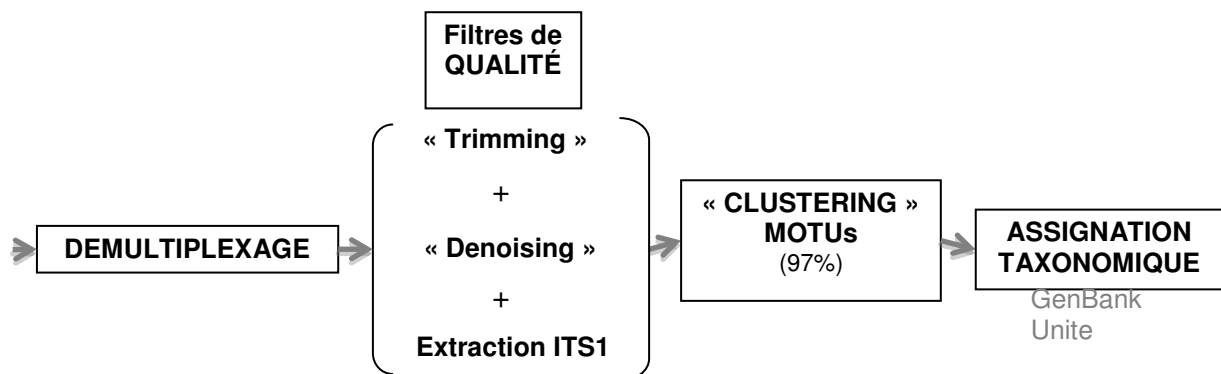 DEMULTIPLEXAGE
Filtres de
QUALITÉ
« Trimming »
+
« Denoising »
+
Extraction ITS1
« CLUSTERING »
MOTUs
(97%)
ASSIGNATION
TAXONOMIQUE
GenBank
Unite